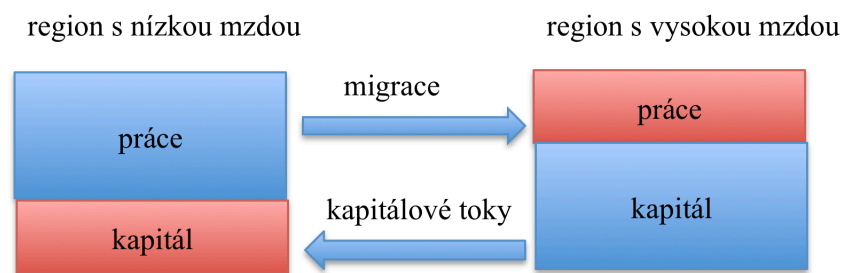 region s nízkou mzdou
region s vysokou mzdou
migrace
práce
práce
kapitálové toky
kapitál
kapitál